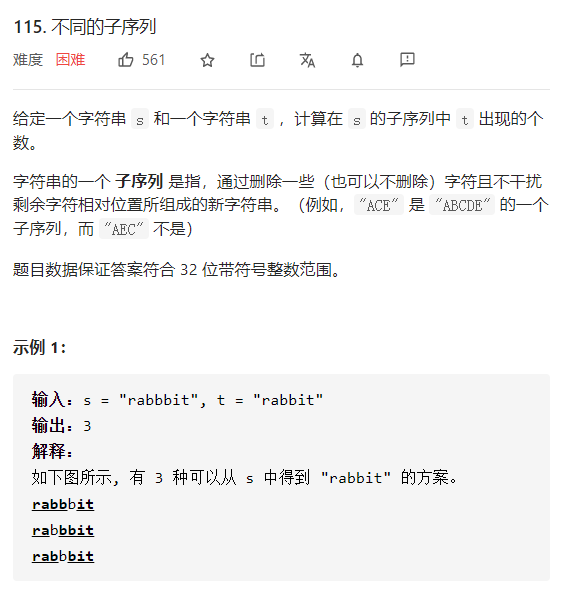 115. 不同的子序列
难度 困难 561
给定一个字符串 s 和一个字符串 t ，计算在 s 的子序列中 t 出现的个
数。
字符串的一个 子序列 是指，通过删除一些（也可以不删除）字符且不干扰
剩余字符相对位置所组成的新字符串。（例如，"ACE" 是 "ABCDE" 的一个
子序列，而 "AEC" 不是）
题目数据保证答案符合 32 位带符号整数范围。
示例 1：
输入：s = "rabbbit", t = "rabbit"
输出：3
解释：
如下图所示, 有 3 种可以从 s 中得到 "rabbit" 的方案。
rabbbit
rabbbit
rabbbit